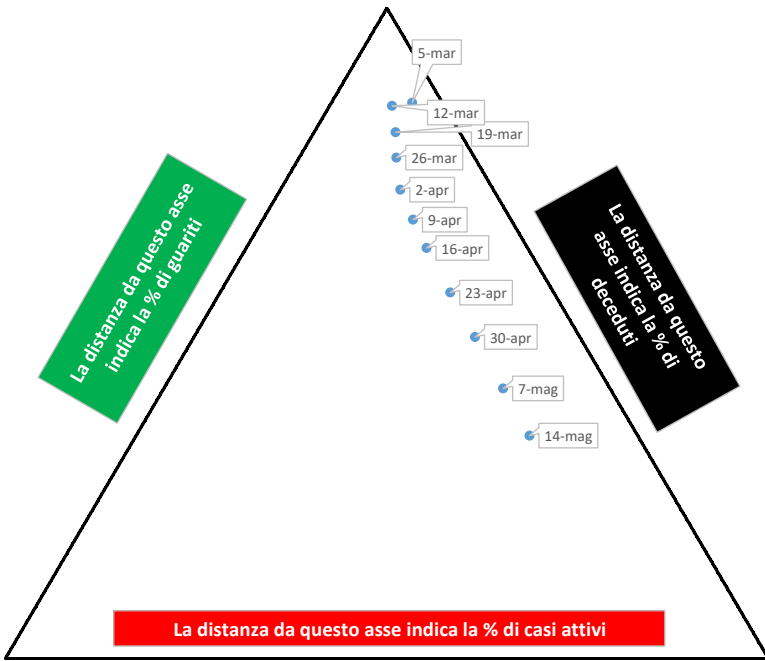 5-mar
12-mar
19-mar
26-mar
2-apr
9-apr
16-apr
23-apr
30-apr
7-mag
14-mag
La distanza da questo asse
indica la % di guariti
La distanza da questo
asse indica la % di
deceduti
La distanza da questo asse indica la % di casi attivi